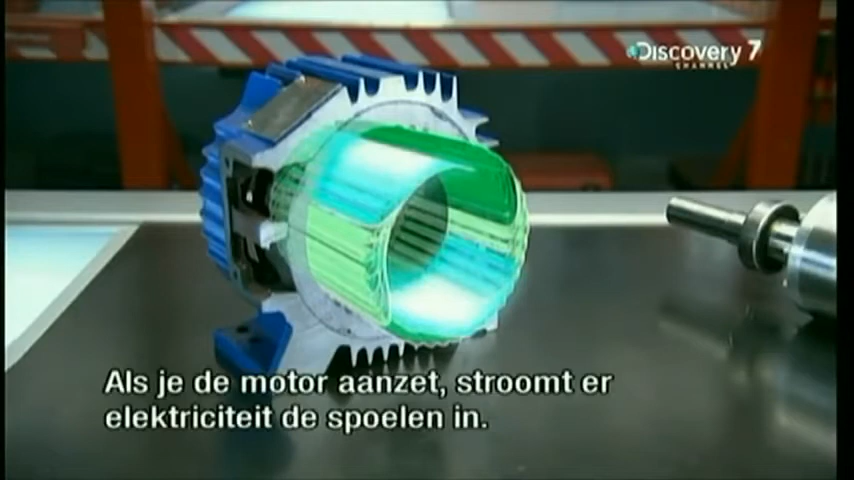 Discovery 7
CHANNEL
Als je de motor aanzet, stroomt er
elektriciteit de spoelen in.